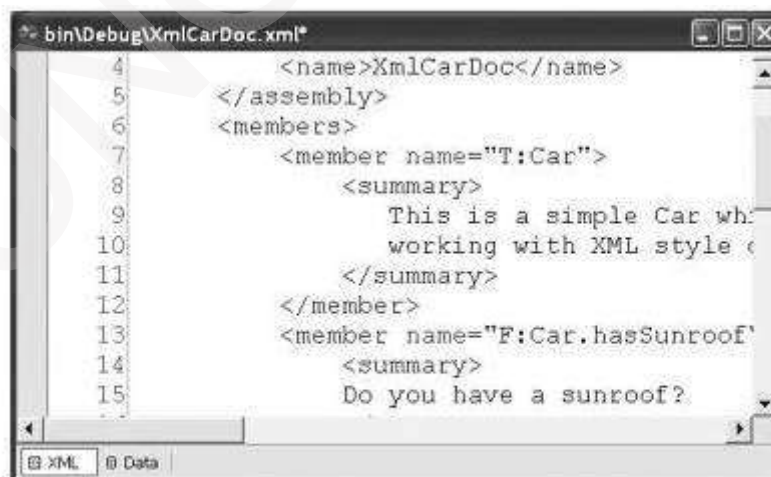 bin\Debug\XmlCarDoc.xml*
4 <name>XmlCarDoc</name>
5 </assembly>
6 <members>
7 <member name="T:Car">
8 <summary>
9 This is a simple Car
10 working with XML style
11 </summary>
12 </member>
13 <member name="F:Car.hasSunroof"
14 <summary>
15 Do you have a sunroof?
XML Data